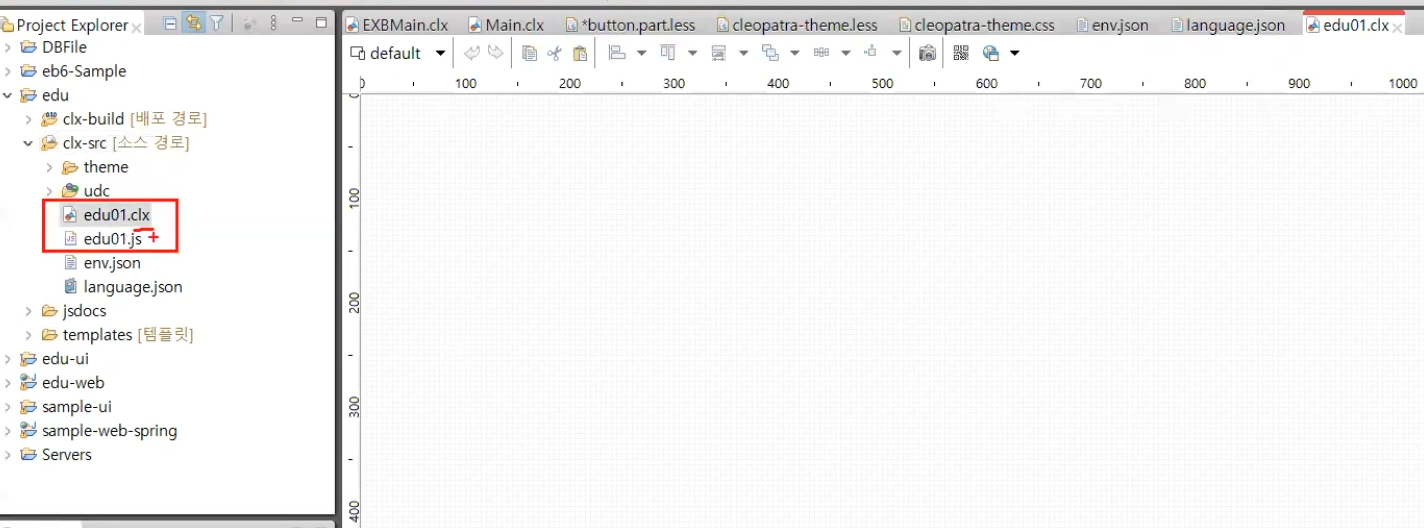 Project Explorer
EXBMain.clx Main.clx *button.part.less cleopatra-theme.less cleopatra-theme.css env.json language.json edu01.clx
default
0 100 200 300 400 500 600 700 800 900 1000
DBFile
eb6-Sample
edu
clx-build [배포 경로]
clx-src [소스 경로]
theme
udc
edu01.clx
edu01.js
env.json
language.json
jsdocs
templates [템플릿]
edu-ui
edu-web
sample-ui
sample-web-spring
Servers
0
100
200
300
400